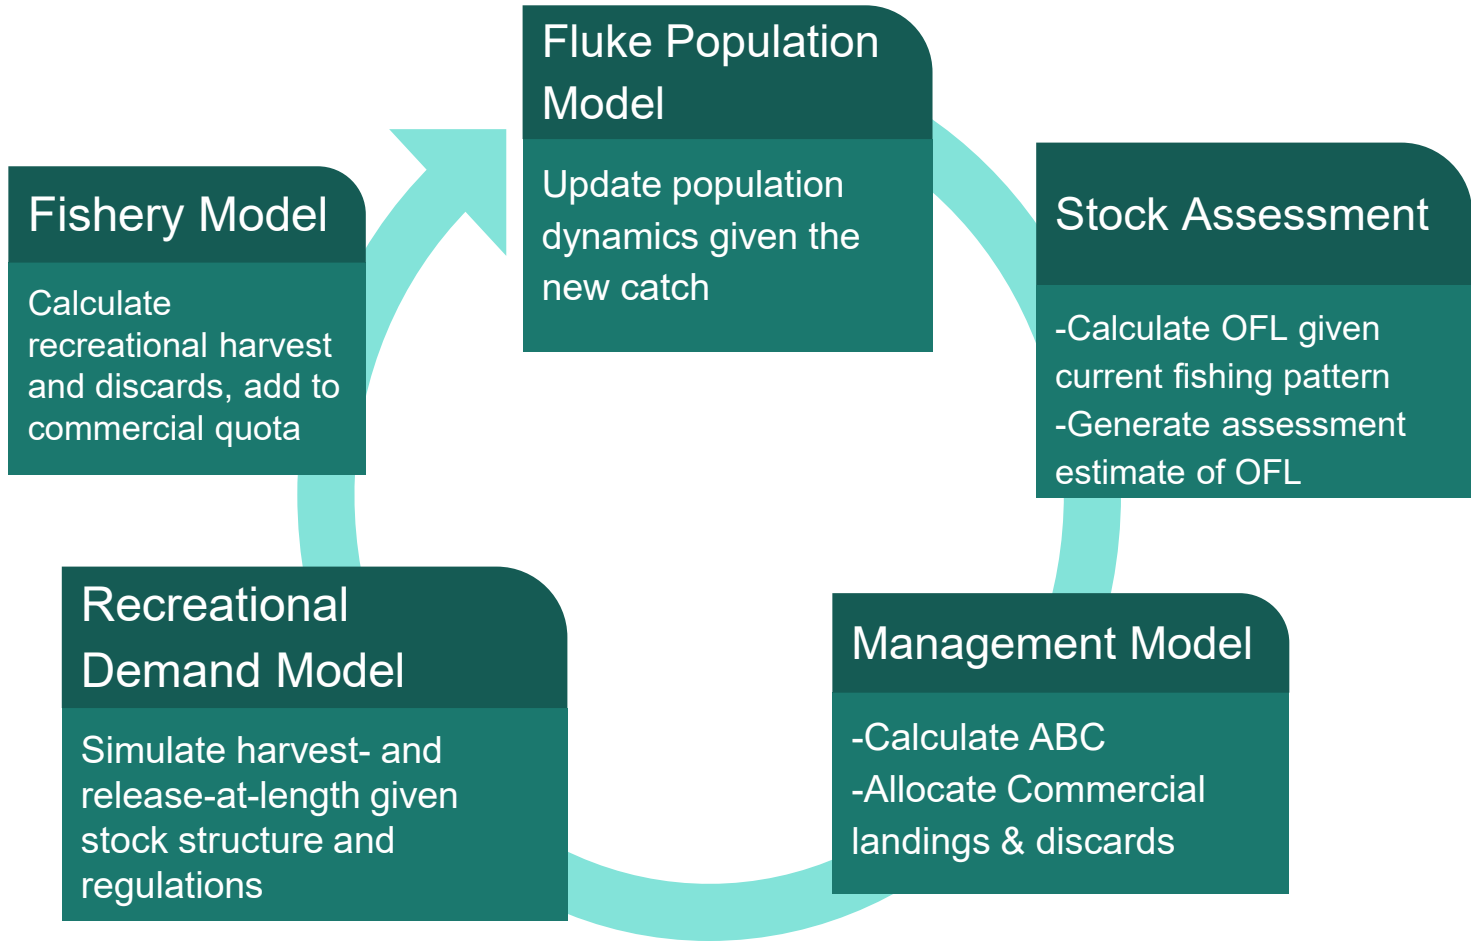 Fluke Population
Model
Update population
dynamics given the
new catch
Stock Assessment
-Calculate OFL given
current fishing pattern
-Generate assessment
estimate of OFL
Management Model
-Calculate ABC
-Allocate Commercial
landings & discards
Recreational
Demand Model
Simulate harvest- and
release-at-length given
stock structure and
regulations
Fishery Model
Calculate
recreational harvest
and discards, add to
commercial quota